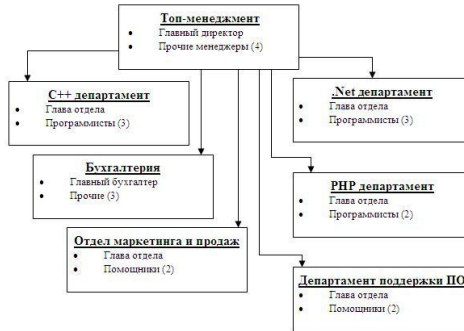 Топ-менеджмент
Главный директор
Прочие менеджеры (4)
С++ департамент
Глава отдела
Программисты (3)
.Net департамент
Глава отдела
Программисты (3)
Бухгалтерия
Главный бухгалтер
Прочие (3)
PHP департамент
Глава отдела
Программисты (2)
Отдел маркетинга и продаж
Глава отдела
Помощники (2)
Департамент поддержки ПО
Глава отдела
Помощники (2)